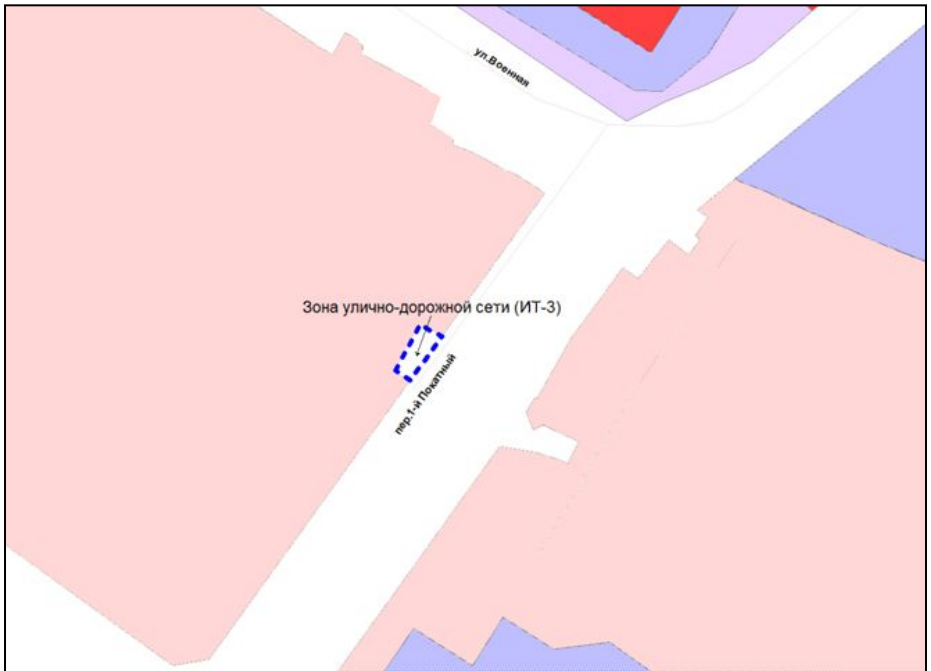 ул.Военная
Зона улично-дорожной сети (ИТ-3)
пер.1-й Покатный